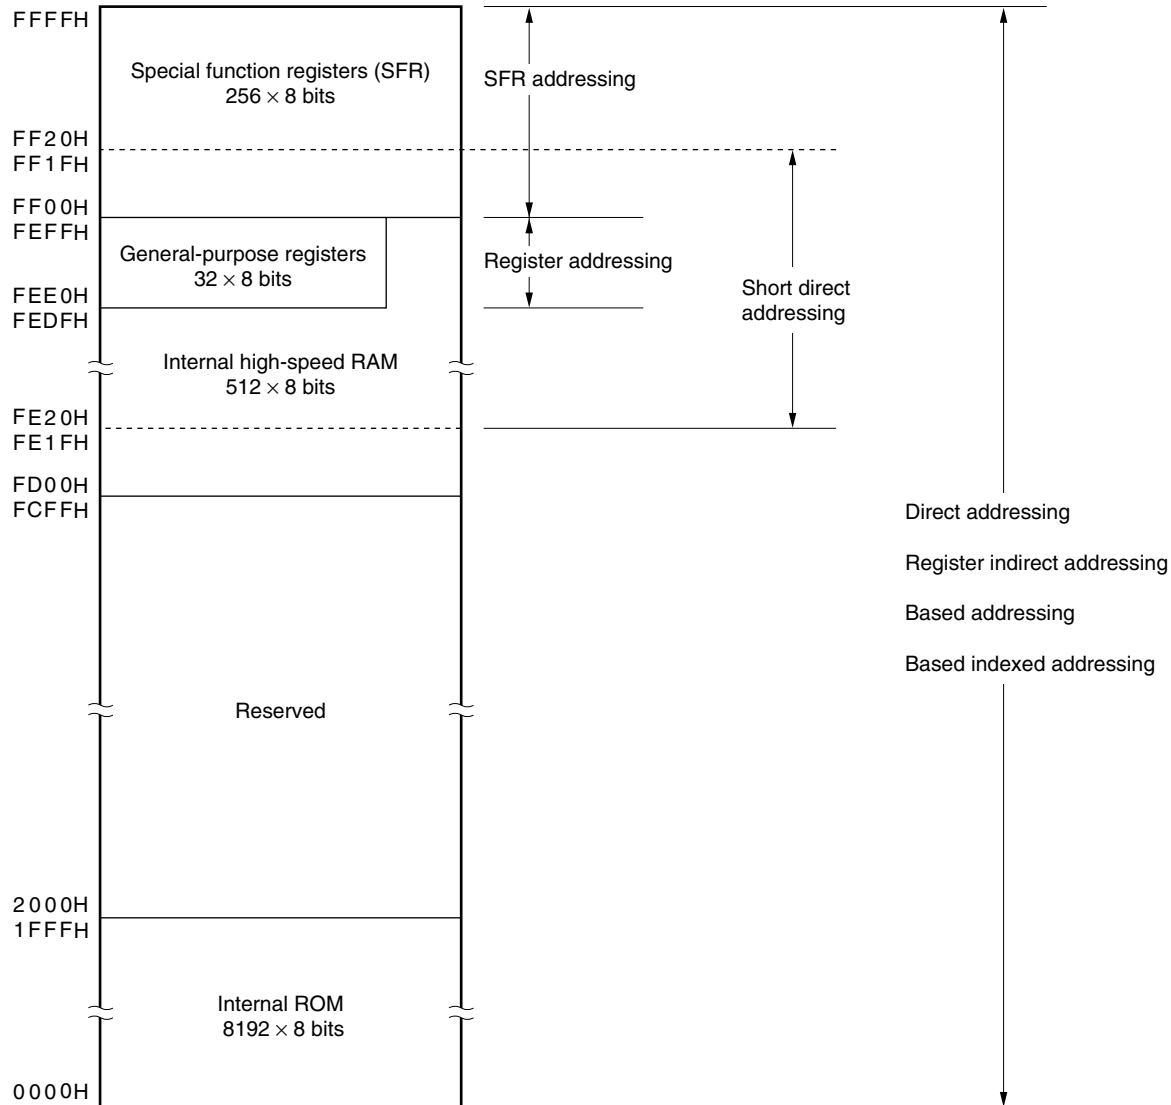 FFFFH
Special function registers (SFR)
256 × 8 bits
SFR addressing
FF20H
FF1FH
FF00H
FEFFH
General-purpose registers
32 × 8 bits
Register addressing
Short direct
addressing
FEE0H
FEDFH
Internal high-speed RAM
512 × 8 bits
FE20H
FE1FH
FD00H
FCFFH
Direct addressing
Register indirect addressing
Based addressing
Based indexed addressing
Reserved
2000H
1FFFH
Internal ROM
8192 × 8 bits
0000H